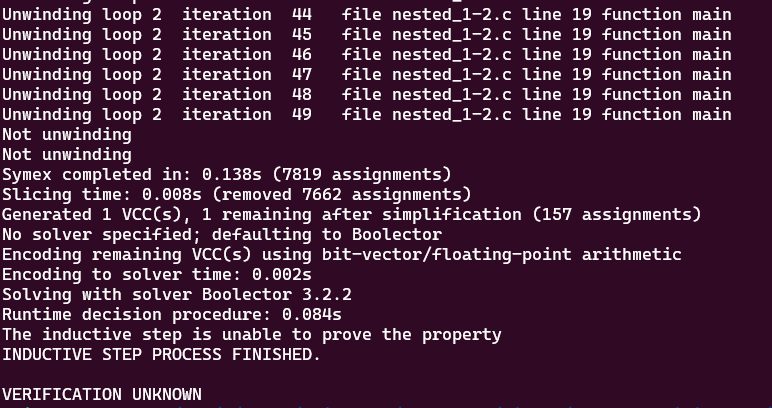 Unwinding loop 2  iteration  44   file nested_1-2.c line 19 function main
Unwinding loop 2  iteration  45   file nested_1-2.c line 19 function main
Unwinding loop 2  iteration  46   file nested_1-2.c line 19 function main
Unwinding loop 2  iteration  47   file nested_1-2.c line 19 function main
Unwinding loop 2  iteration  48   file nested_1-2.c line 19 function main
Unwinding loop 2  iteration  49   file nested_1-2.c line 19 function main
Not unwinding
Not unwinding
Symex completed in: 0.138s (7819 assignments)
Slicing time: 0.008s (removed 7662 assignments)
Generated 1 VCC(s), 1 remaining after simplification (157 assignments)
No solver specified; defaulting to Boolector
Encoding remaining VCC(s) using bit-vector/floating-point arithmetic
Encoding to solver time: 0.002s
Solving with solver Boolector 3.2.2
Runtime decision procedure: 0.084s
The inductive step is unable to prove the property
INDUCTIVE STEP PROCESS FINISHED.
VERIFICATION UNKNOWN